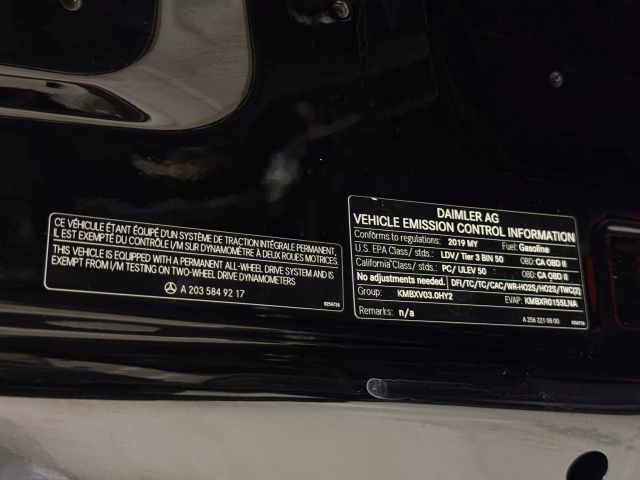 CE VÉHICULE ÉTANT ÉQUIPÉ D'UN SYSTÈME DE TRACTION INTÉGRALE PERMANENT,
IL EST EXEMPTÉ DU CONTRÔLE I/M SUR DYNAMOMÈTRE À DEUX ROUES MOTRICES.
THIS VEHICLE IS EQUIPPED WITH A PERMANENT ALL-WHEEL DRIVE SYSTEM AND IS
EXEMPT FROM I/M TESTING ON TWO-WHEEL DRIVE DYNAMOMETERS
A 203 584 92 17
DAIMLER AG
VEHICLE EMISSION CONTROL INFORMATION
Conforms to regulations: 2019 MY Fuel: Gasoline
U.S. EPA Class / stds.: LDV/ Tier 3 BIN 50 OBD: CA OBD II
California Class / stds.: PC/ ULEV 50 OBD: CA OBD II
No adjustments needed. DFI/TC/TC/CAC/WR-HO2S/HO2S/TWC(2)
Group: KMBXV03.0HY2 EVAP: KMBXR0155LNA
Remarks: n/a A 256 221 08 00